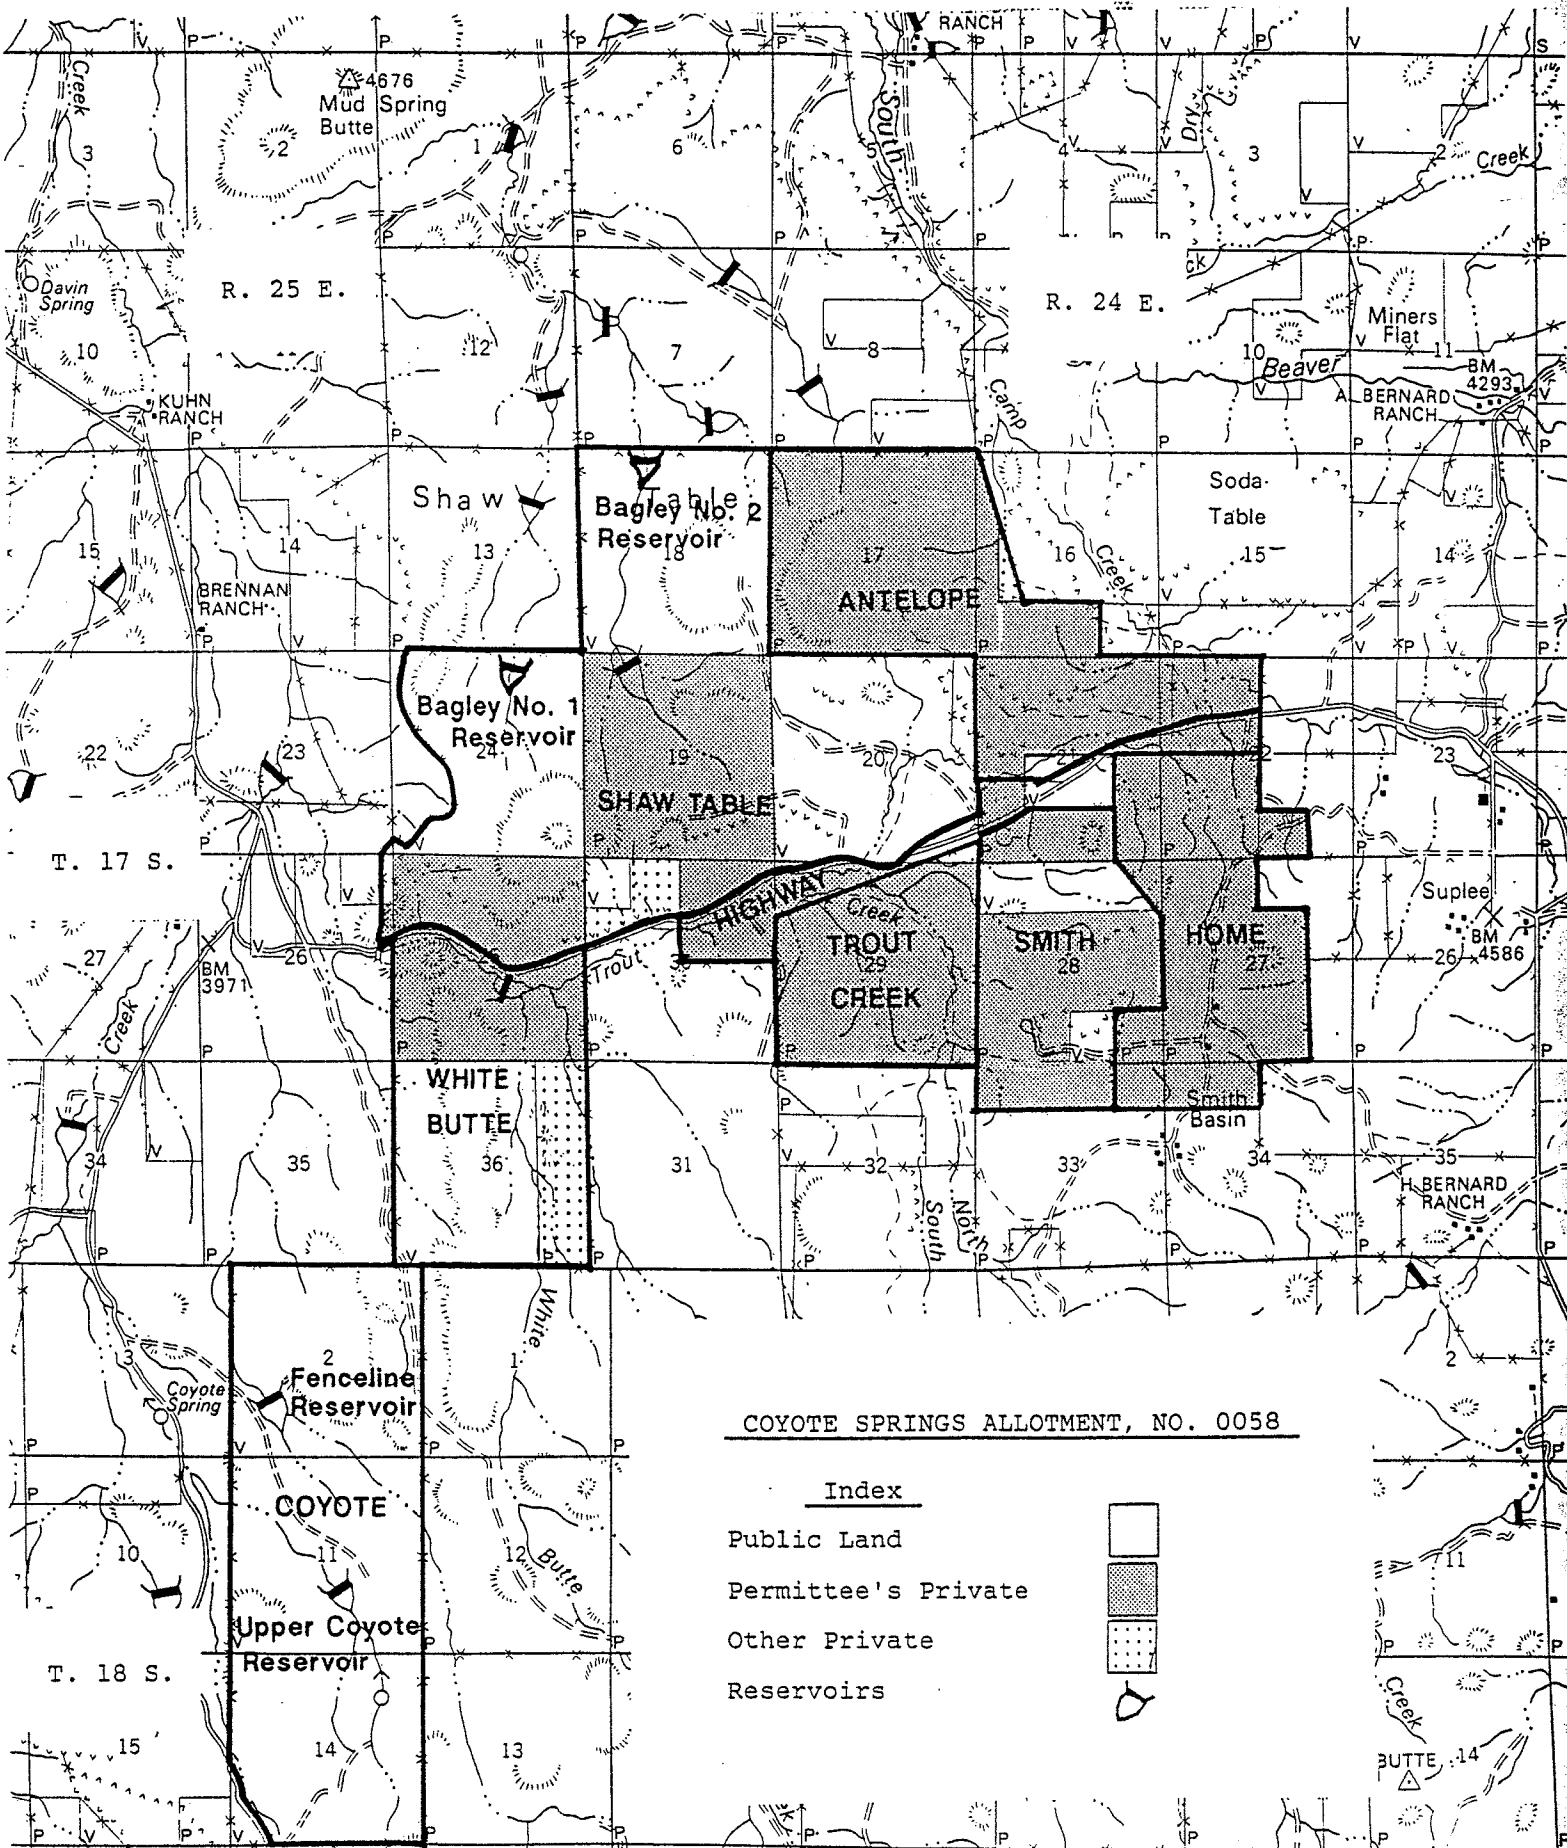 RANCH
Creek
4676
Mud Spring
Butte
South
Dry
3
2
1
6
5
4
3
2
Creek
Davin
Spring
R. 25 E.
R. 24 E.
ck
Miners
Flat
10
12
7
8
10
11
Beaver
BM
4293
A. BERNARD
RANCH
KUHN
RANCH
Camp
Shaw
Table
Bagley No. 2
Reservoir
Soda
Table
15
14
13
18
17
16
15
14
Creek
BRENNAN
RANCH
ANTELOPE
Bagley No. 1
Reservoir
22
23
24
19
20
21
2
23
SHAW TABLE
T. 17 S.
HIGHWAY
Creek
Suplee
BM
4586
TROUT
CREEK
SMITH
HOME
27
26
Trout
30
29
28
27
26
BM
3971
Creek
WHITE
BUTTE
Smith
Basin
34
35
36
31
32
33
34
35
H. BERNARD
RANCH
South
North
White
3
2
1
2
Fenceline
Reservoir
Coyote
Spring
COYOTE SPRINGS ALLOTMENT, NO. 0058
Index
COYOTE
Public Land
10
11
12
11
Butte
Permittee's Private
Upper Coyote
Reservoir
Other Private
T. 18 S.
Reservoirs
Creek
15
14
13
14
BUTTE